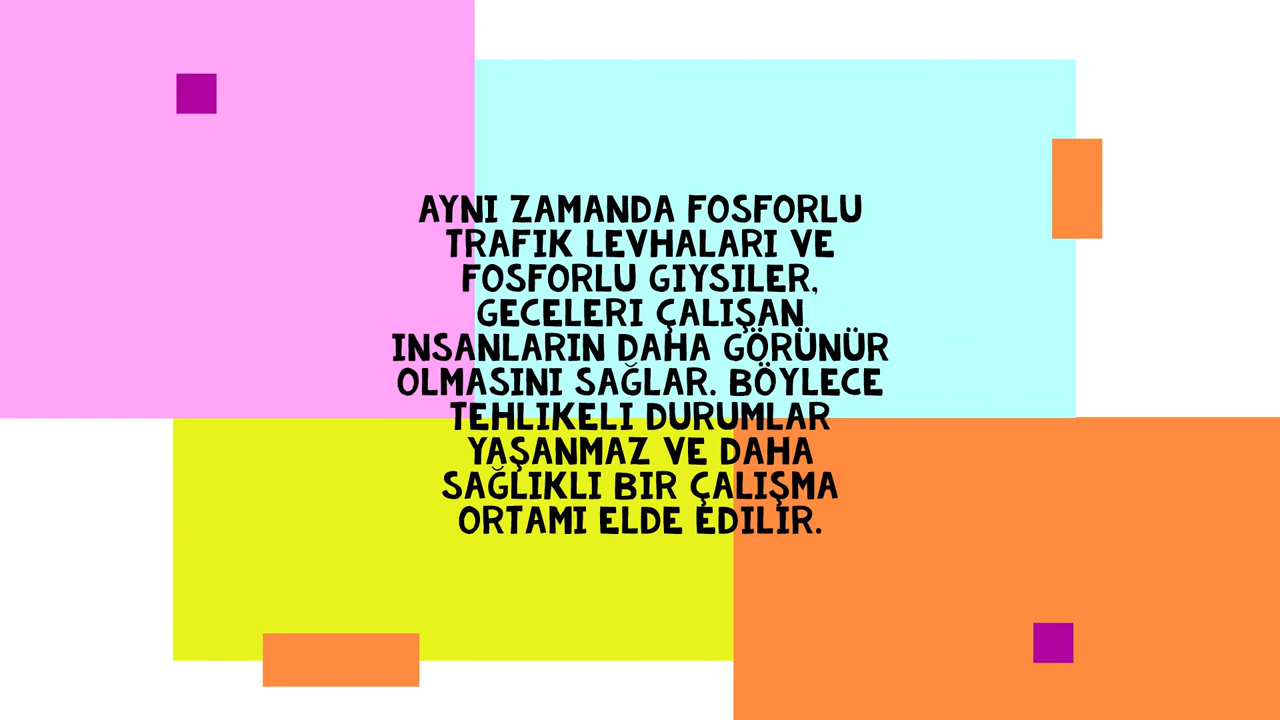 AYNI ZAMANDA FOSFORLU
TRAFIK LEVHALARI VE
FOSFORLU GIYSILER,
GECELERI ÇALIŞAN
INSANLARIN DAHA GÖRÜNÜR
OLMASINI SAĞLAR. BÖYLECE
TEHLIKELI DURUMLAR
YAŞANMAZ VE DAHA
SAĞLIKLI BIR ÇALIŞMA
ORTAMI ELDE EDILIR.